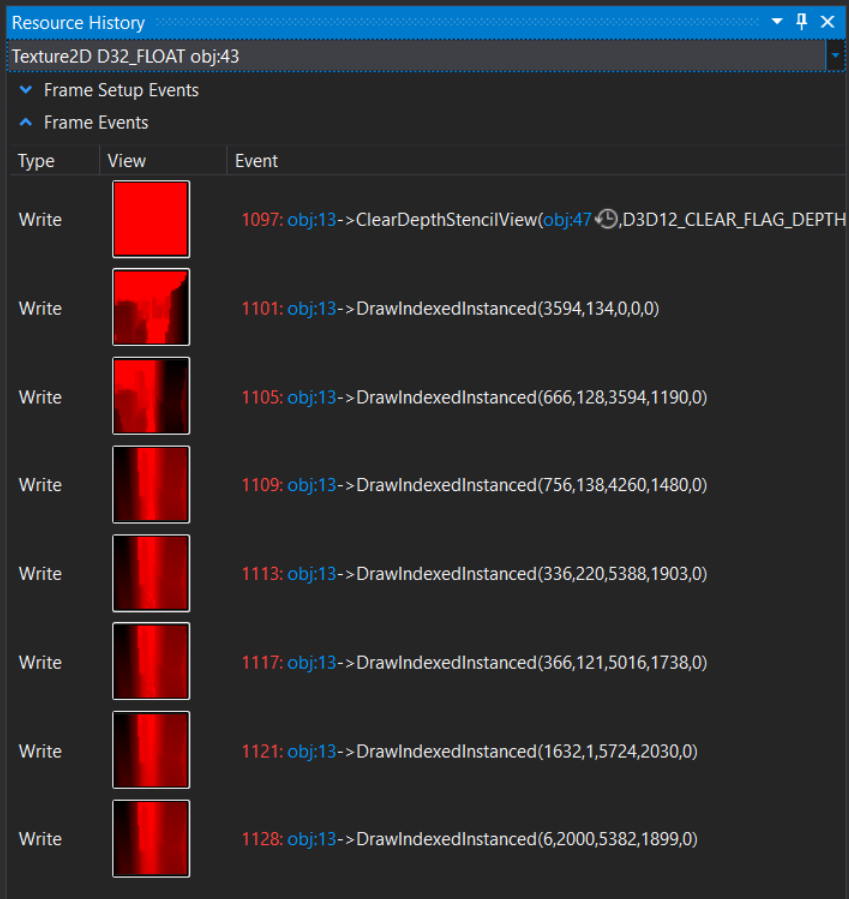 Resource History
Texture2D D32_FLOAT obj:43
Frame Setup Events
Frame Events
Type View Event
Write 1097: obj:13->ClearDepthStencilView(obj:47 ,D3D12_CLEAR_FLAG_DEPTH
Write 1101: obj:13->DrawIndexedInstanced(3594,134,0,0,0)
Write 1105: obj:13->DrawIndexedInstanced(666,128,3594,1190,0)
Write 1109: obj:13->DrawIndexedInstanced(756,138,4260,1480,0)
Write 1113: obj:13->DrawIndexedInstanced(336,220,5388,1903,0)
Write 1117: obj:13->DrawIndexedInstanced(366,121,5016,1738,0)
Write 1121: obj:13->DrawIndexedInstanced(1632,1,5724,2030,0)
Write 1128: obj:13->DrawIndexedInstanced(6,2000,5382,1899,0)